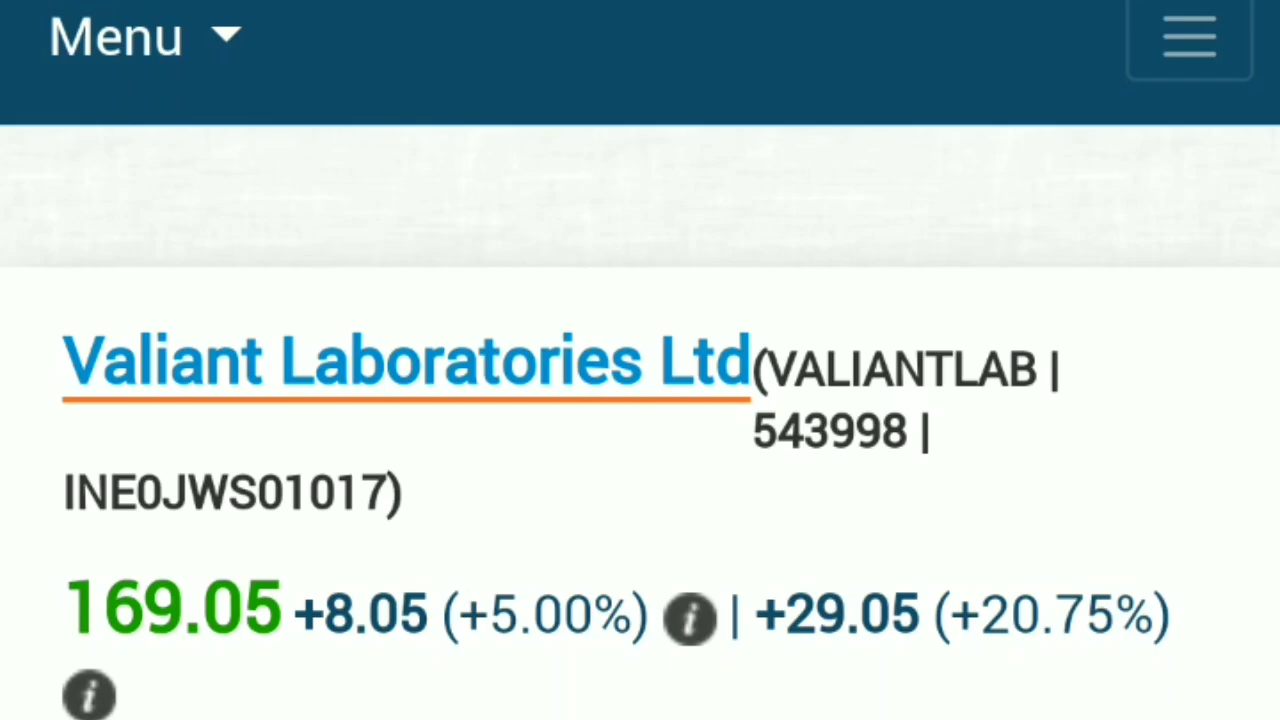 Menu
Valiant Laboratories Ltd(VALIANTLAB |
543998 |
INE0JWS01017)
169.05 +8.05 (+5.00%) i | +29.05 (+20.75%)
i